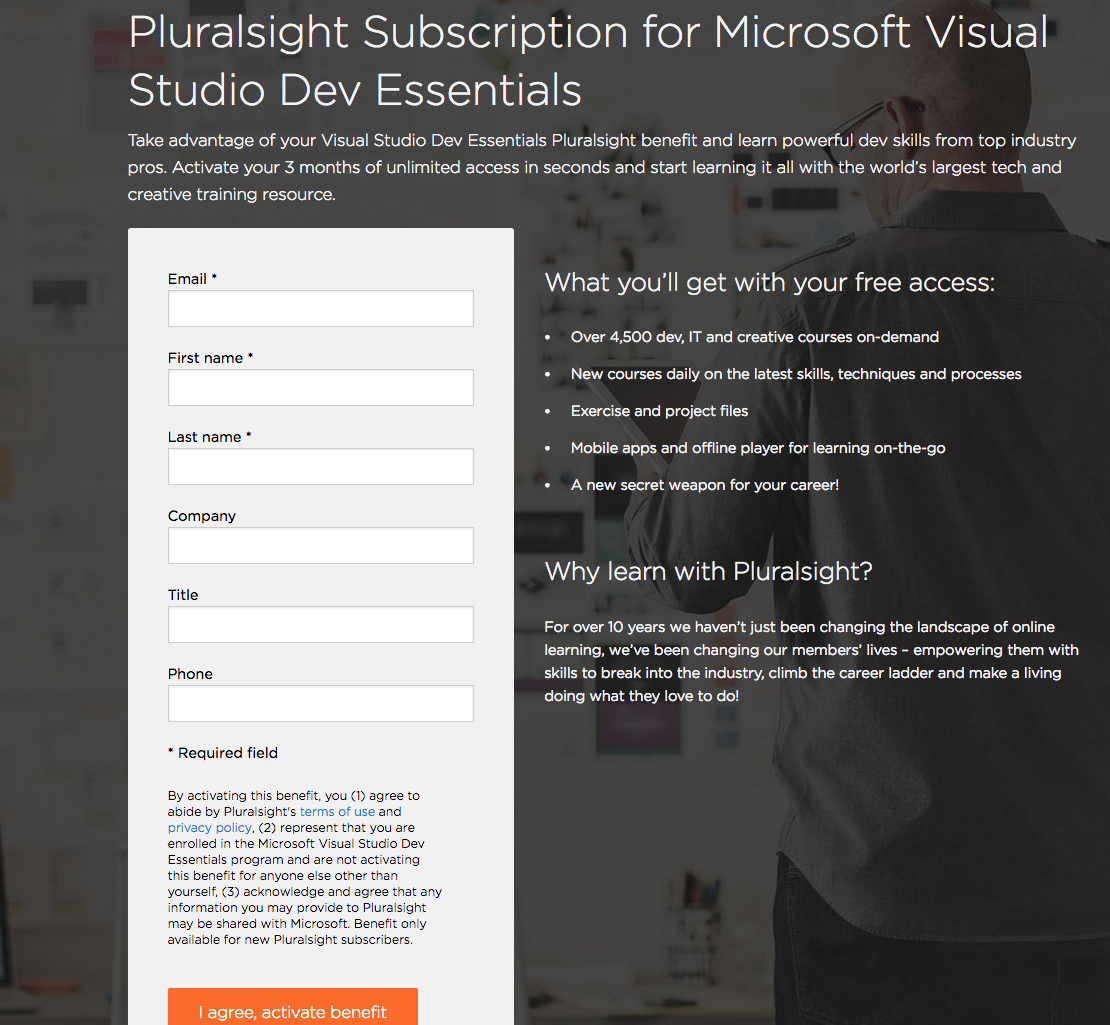 Pluralsight Subscription for Microsoft Visual
Studio Dev Essentials
Take advantage of your Visual Studio Dev Essentials Pluralsight benefit and learn powerful dev skills from top industry
pros. Activate your 3 months of unlimited access in seconds and start learning it all with the world’s largest tech and
creative training resource.
Email *
First name *
Last name *
Company
Title
Phone
* Required field
By activating this benefit, you (1) agree to
abide by Pluralsight's terms of use and
privacy policy, (2) represent that you are
enrolled in the Microsoft Visual Studio Dev
Essentials program and are not activating
this benefit for anyone else other than
yourself, (3) acknowledge and agree that any
information you may provide to Pluralsight
may be shared with Microsoft. Benefit only
available for new Pluralsight subscribers.
I agree, activate benefit
What you’ll get with your free access:
• Over 4,500 dev, IT and creative courses on-demand
• New courses daily on the latest skills, techniques and processes
• Exercise and project files
• Mobile apps and offline player for learning on-the-go
• A new secret weapon for your career!
Why learn with Pluralsight?
For over 10 years we haven’t just been changing the landscape of online
learning, we’ve been changing our members’ lives – empowering them with
skills to break into the industry, climb the career ladder and make a living
doing what they love to do!